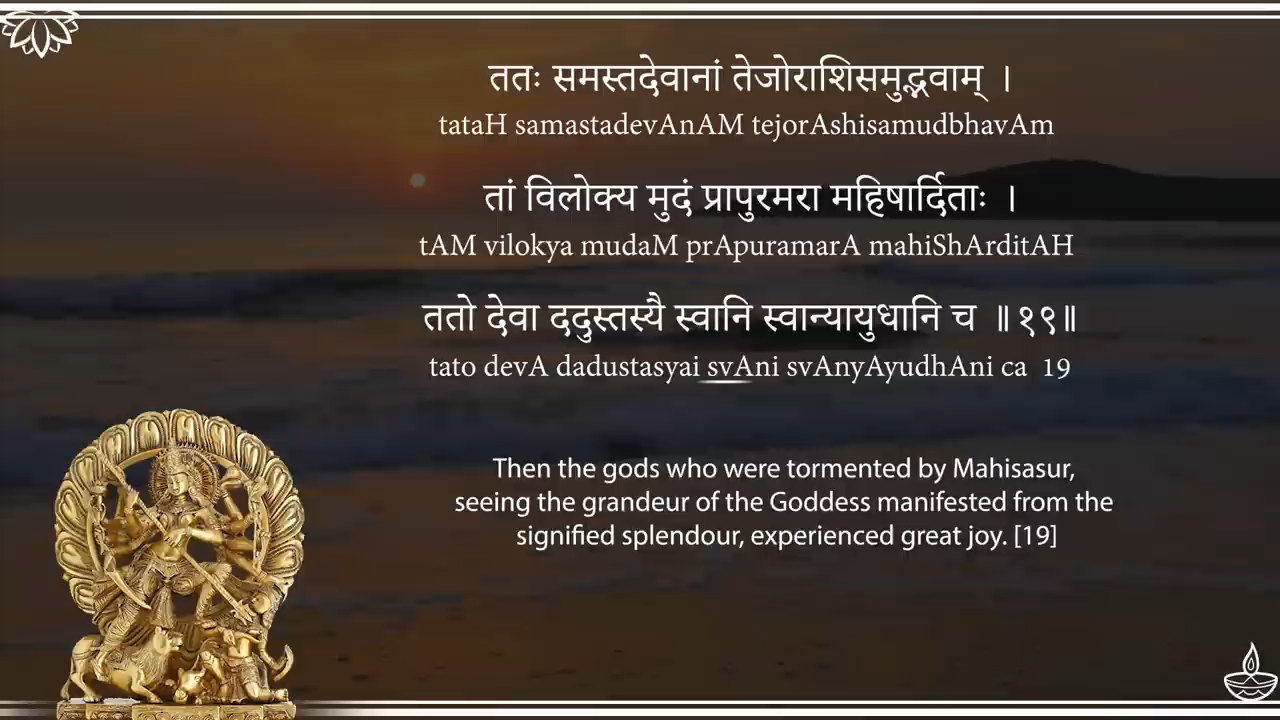 ततः समस्तदेवानां तेजोराशिसमुद्भवाम् ।
tataH samastadevAnAM tejorAshisamudbhavAm
तां विलोक्य मुदं प्रापुरमरा महिषार्दिताः ।
tAM vilokya mudaM prApuramarA mahiShArditAH
ततो देवा ददुस्तस्यै स्वानि स्वान्यायुधानि च ॥१९॥
tato devA dadustasyai svAni svAnyAyudhAni ca 19
Then the gods who were tormented by Mahisasur,
seeing the grandeur of the Goddess manifested from the
signified splendour, experienced great joy. [19]